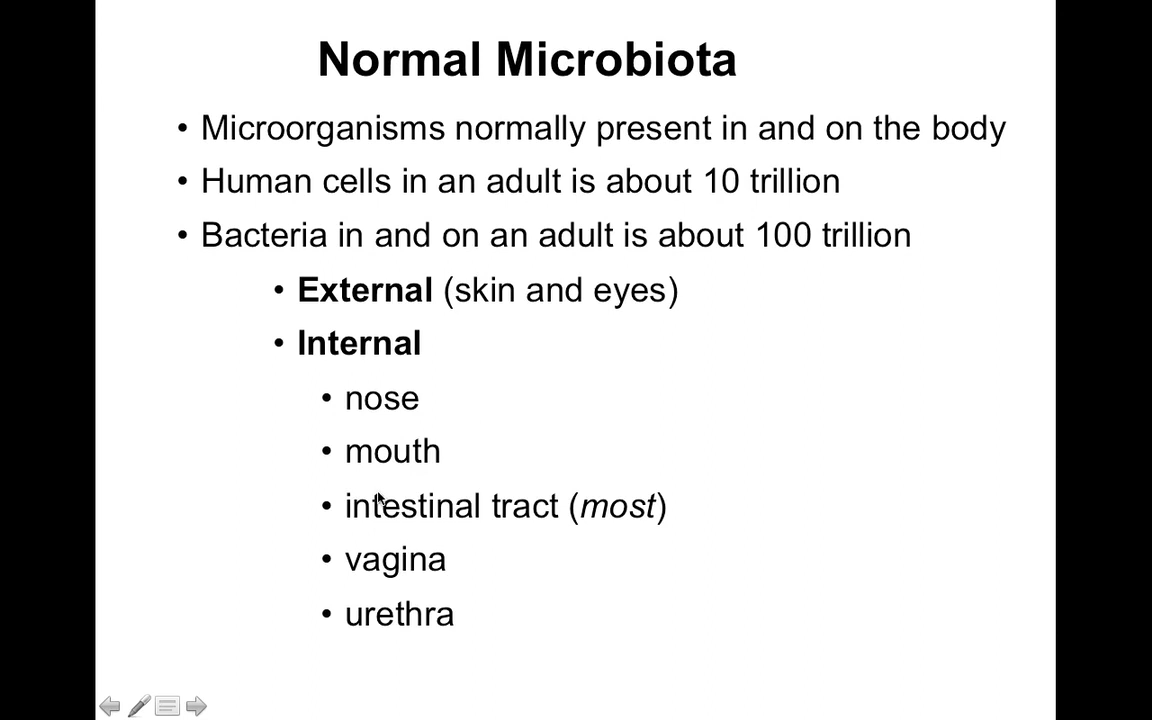 Normal Microbiota
• Microorganisms normally present in and on the body
• Human cells in an adult is about 10 trillion
• Bacteria in and on an adult is about 100 trillion
• External (skin and eyes)
• Internal
• nose
• mouth
• intestinal tract (most)
• vagina
• urethra